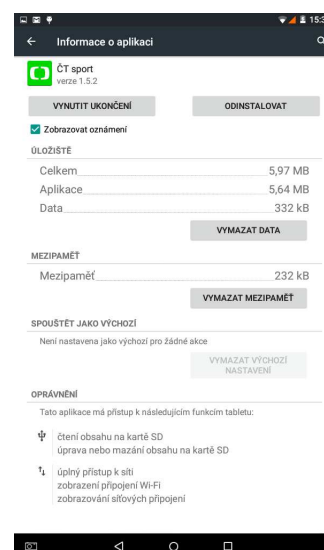 15:3
Informace o aplikaci
ČT sport
verze 1.5.2
VYNUTIT UKONČENÍ ODINSTALOVAT
Zobrazovat oznámení
ÚLOŽIŠTĚ
Celkem 5,97 MB
Aplikace 5,64 MB
Data 332 kB
VYMAZAT DATA
MEZIPAMĚŤ
Mezipaměť 232 kB
VYMAZAT MEZIPAMĚŤ
SPOUŠTĚT JAKO VÝCHOZÍ
Není nastavena jako výchozí pro žádné akce
VYMAZAT VÝCHOZÍ
NASTAVENÍ
OPRÁVNĚNÍ
Tato aplikace má přístup k následujícím funkcím tabletu:
čtení obsahu na kartě SD
úprava nebo mazání obsahu na kartě SD
úplný přístup k síti
zobrazení připojení Wi-Fi
zobrazování síťových připojení